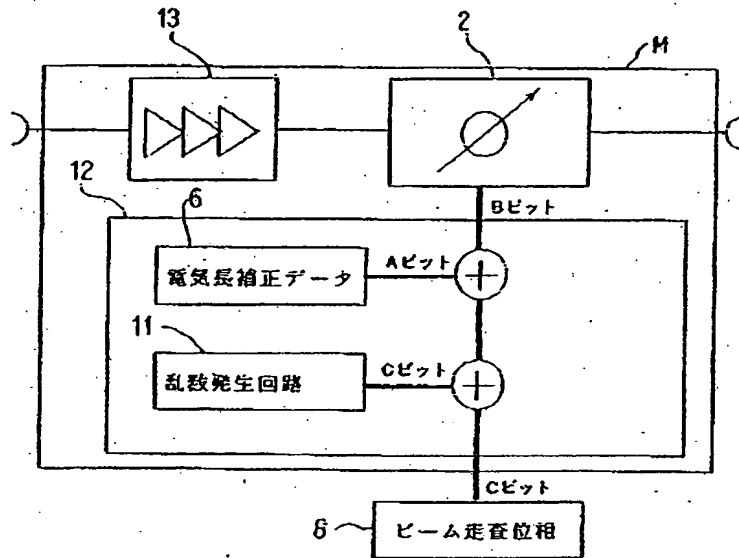 13
2
M
12
6
Bビット
Aビット
電気長補正データ
11
Cビット
乱数発生回路
Cビット
8
ビーム走査位相